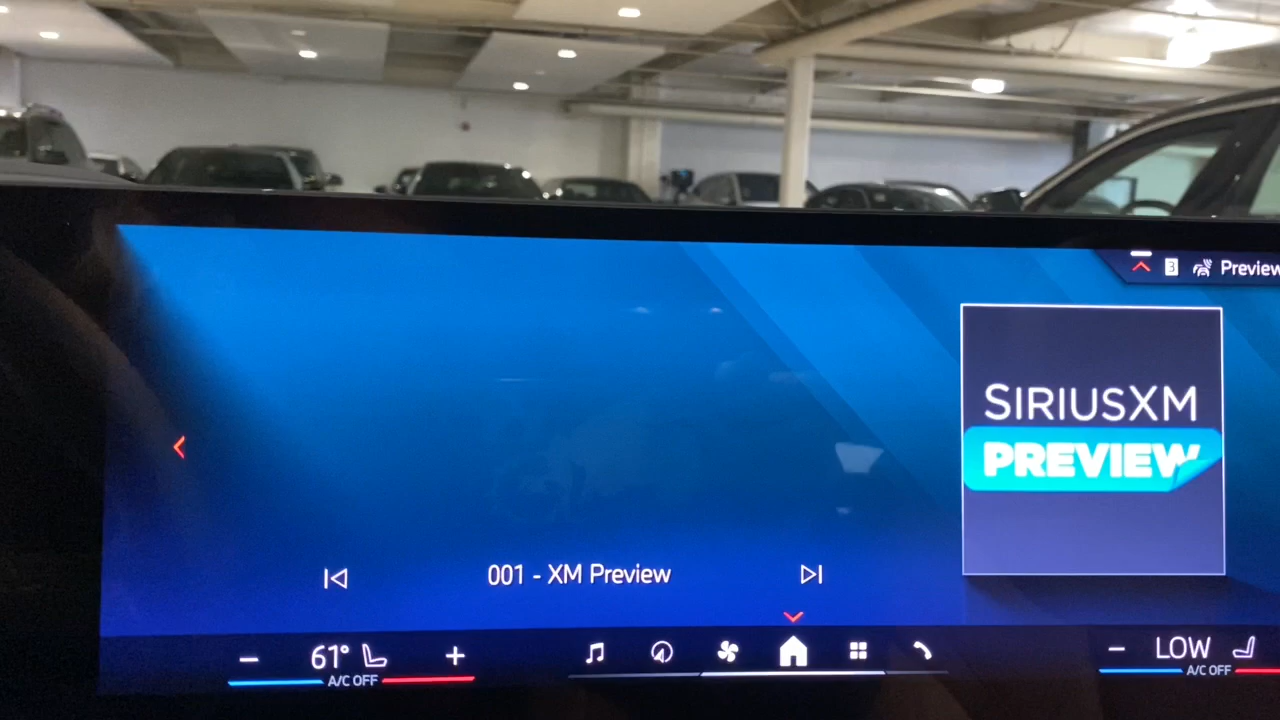 3 Preview
SIRIUSXM
PREVIEW
001 - XM Preview
61°
A/C OFF
LOW
A/C OFF